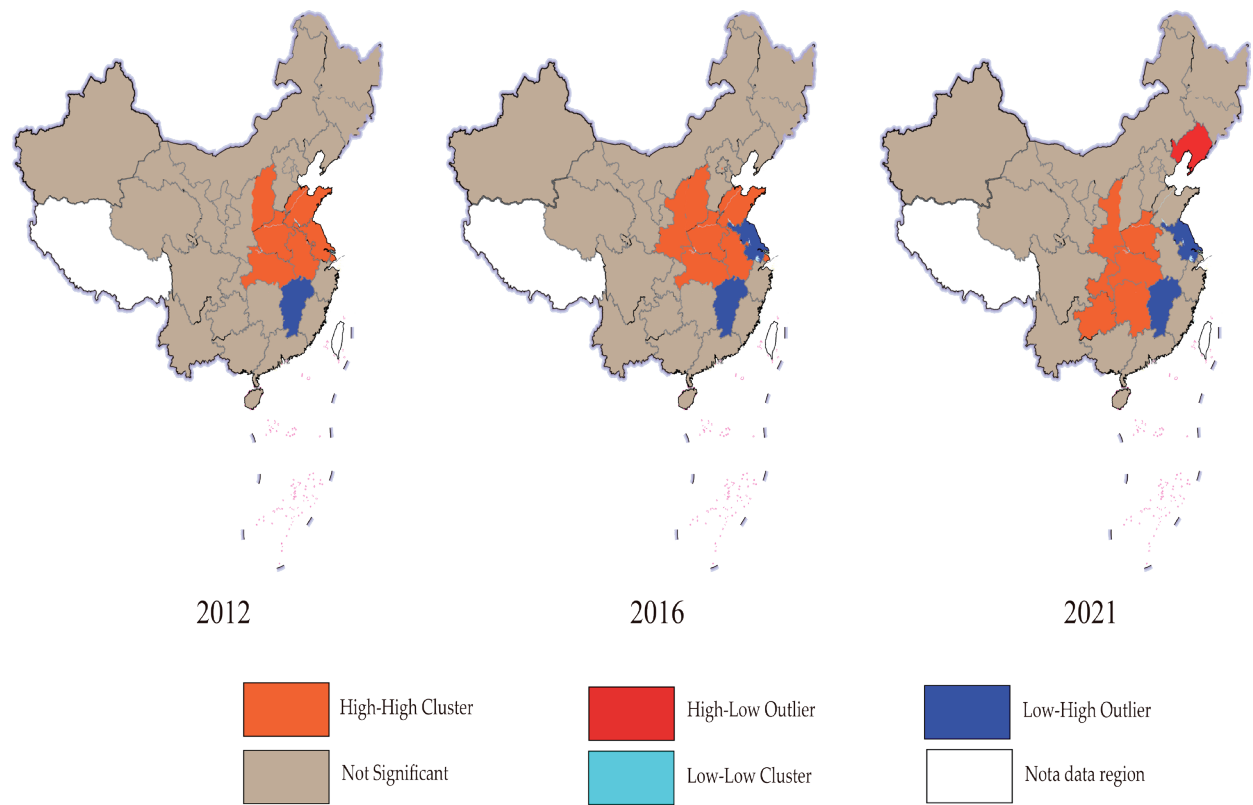 2012
2016
2021
High-High Cluster
High-Low Outlier
Low-High Outlier
Not Significant
Low-Low Cluster
Nota data region